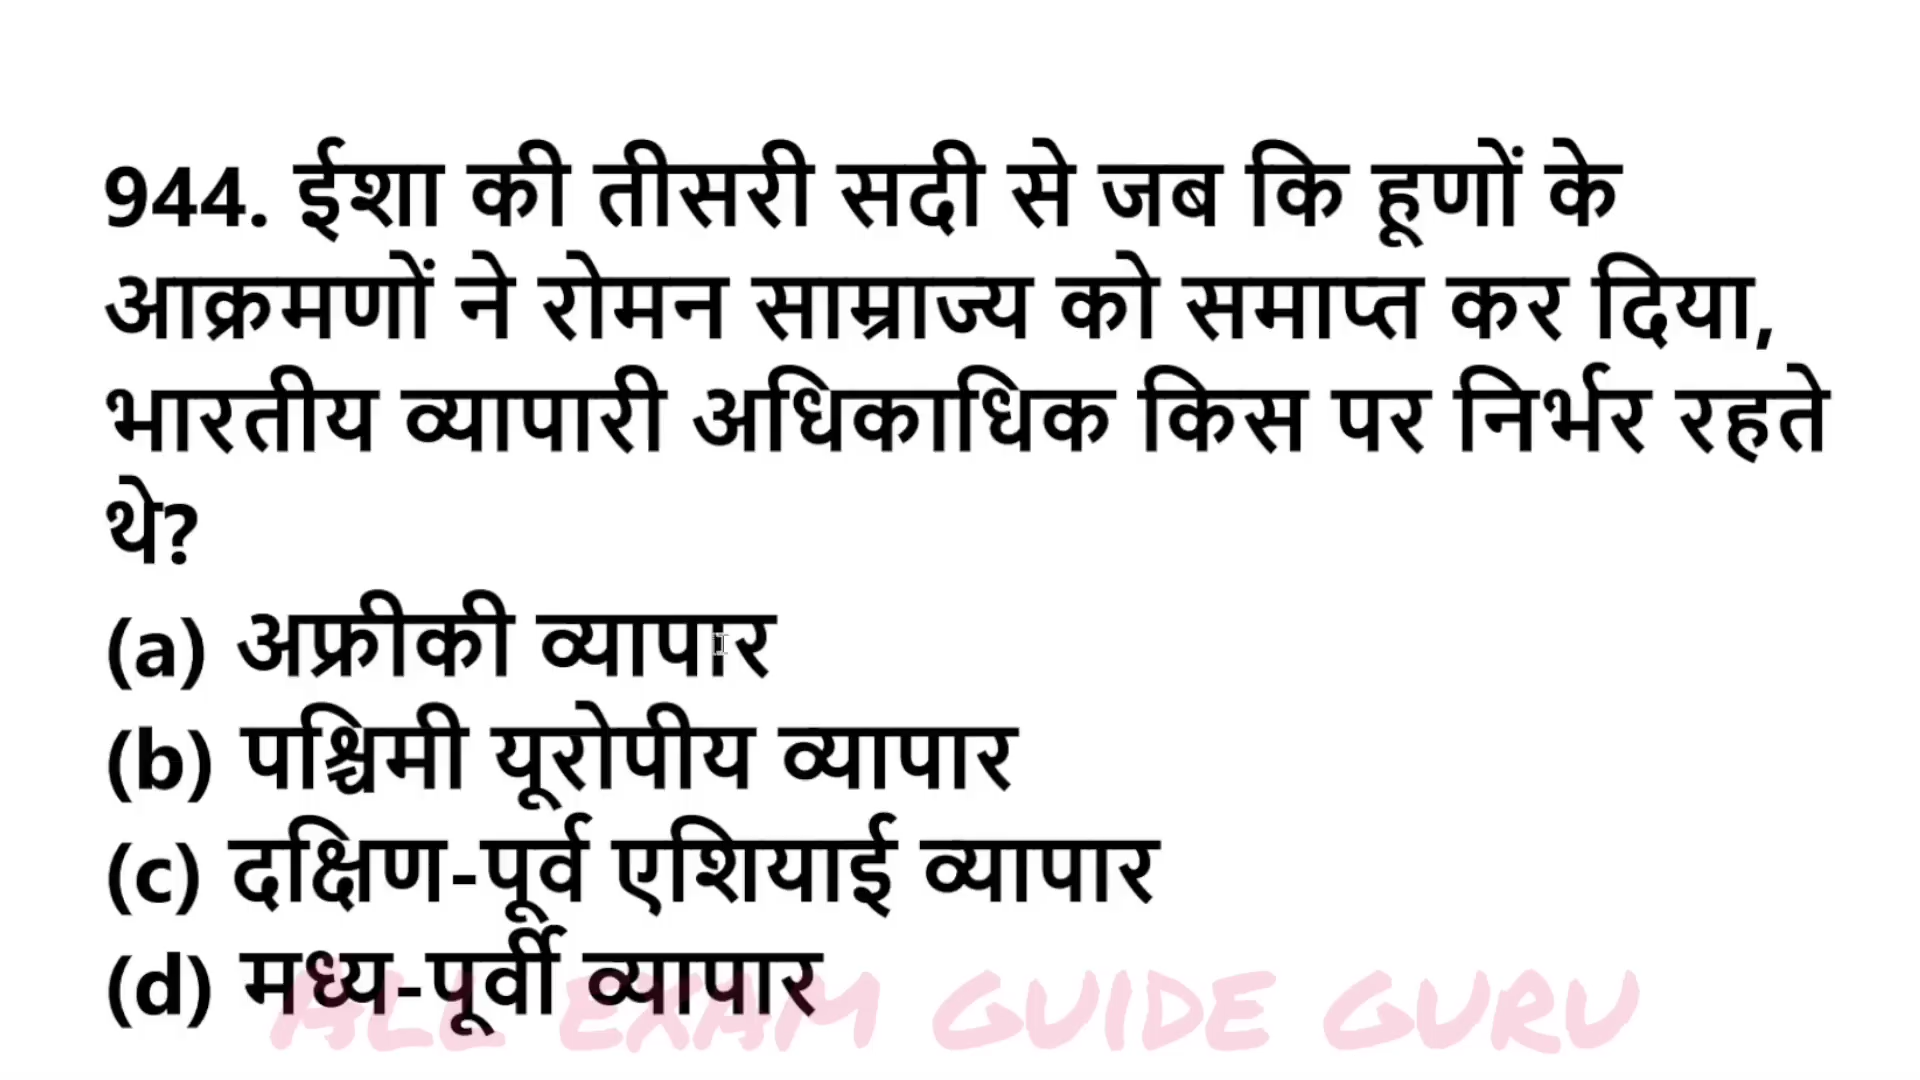 944. ईशा की तीसरी सदी से जब कि हूणों के
आक्रमणों ने रोमन साम्राज्य को समाप्त कर दिया,
भारतीय व्यापारी अधिकाधिक किस पर निर्भर रहते
थे?
(a) अफ्रीकी व्यापार
(b) पश्चिमी यूरोपीय व्यापार
(c) दक्षिण-पूर्व एशियाई व्यापार
(d) मध्य-पूर्वी व्यापार
ALL EXAM GUIDE GURU